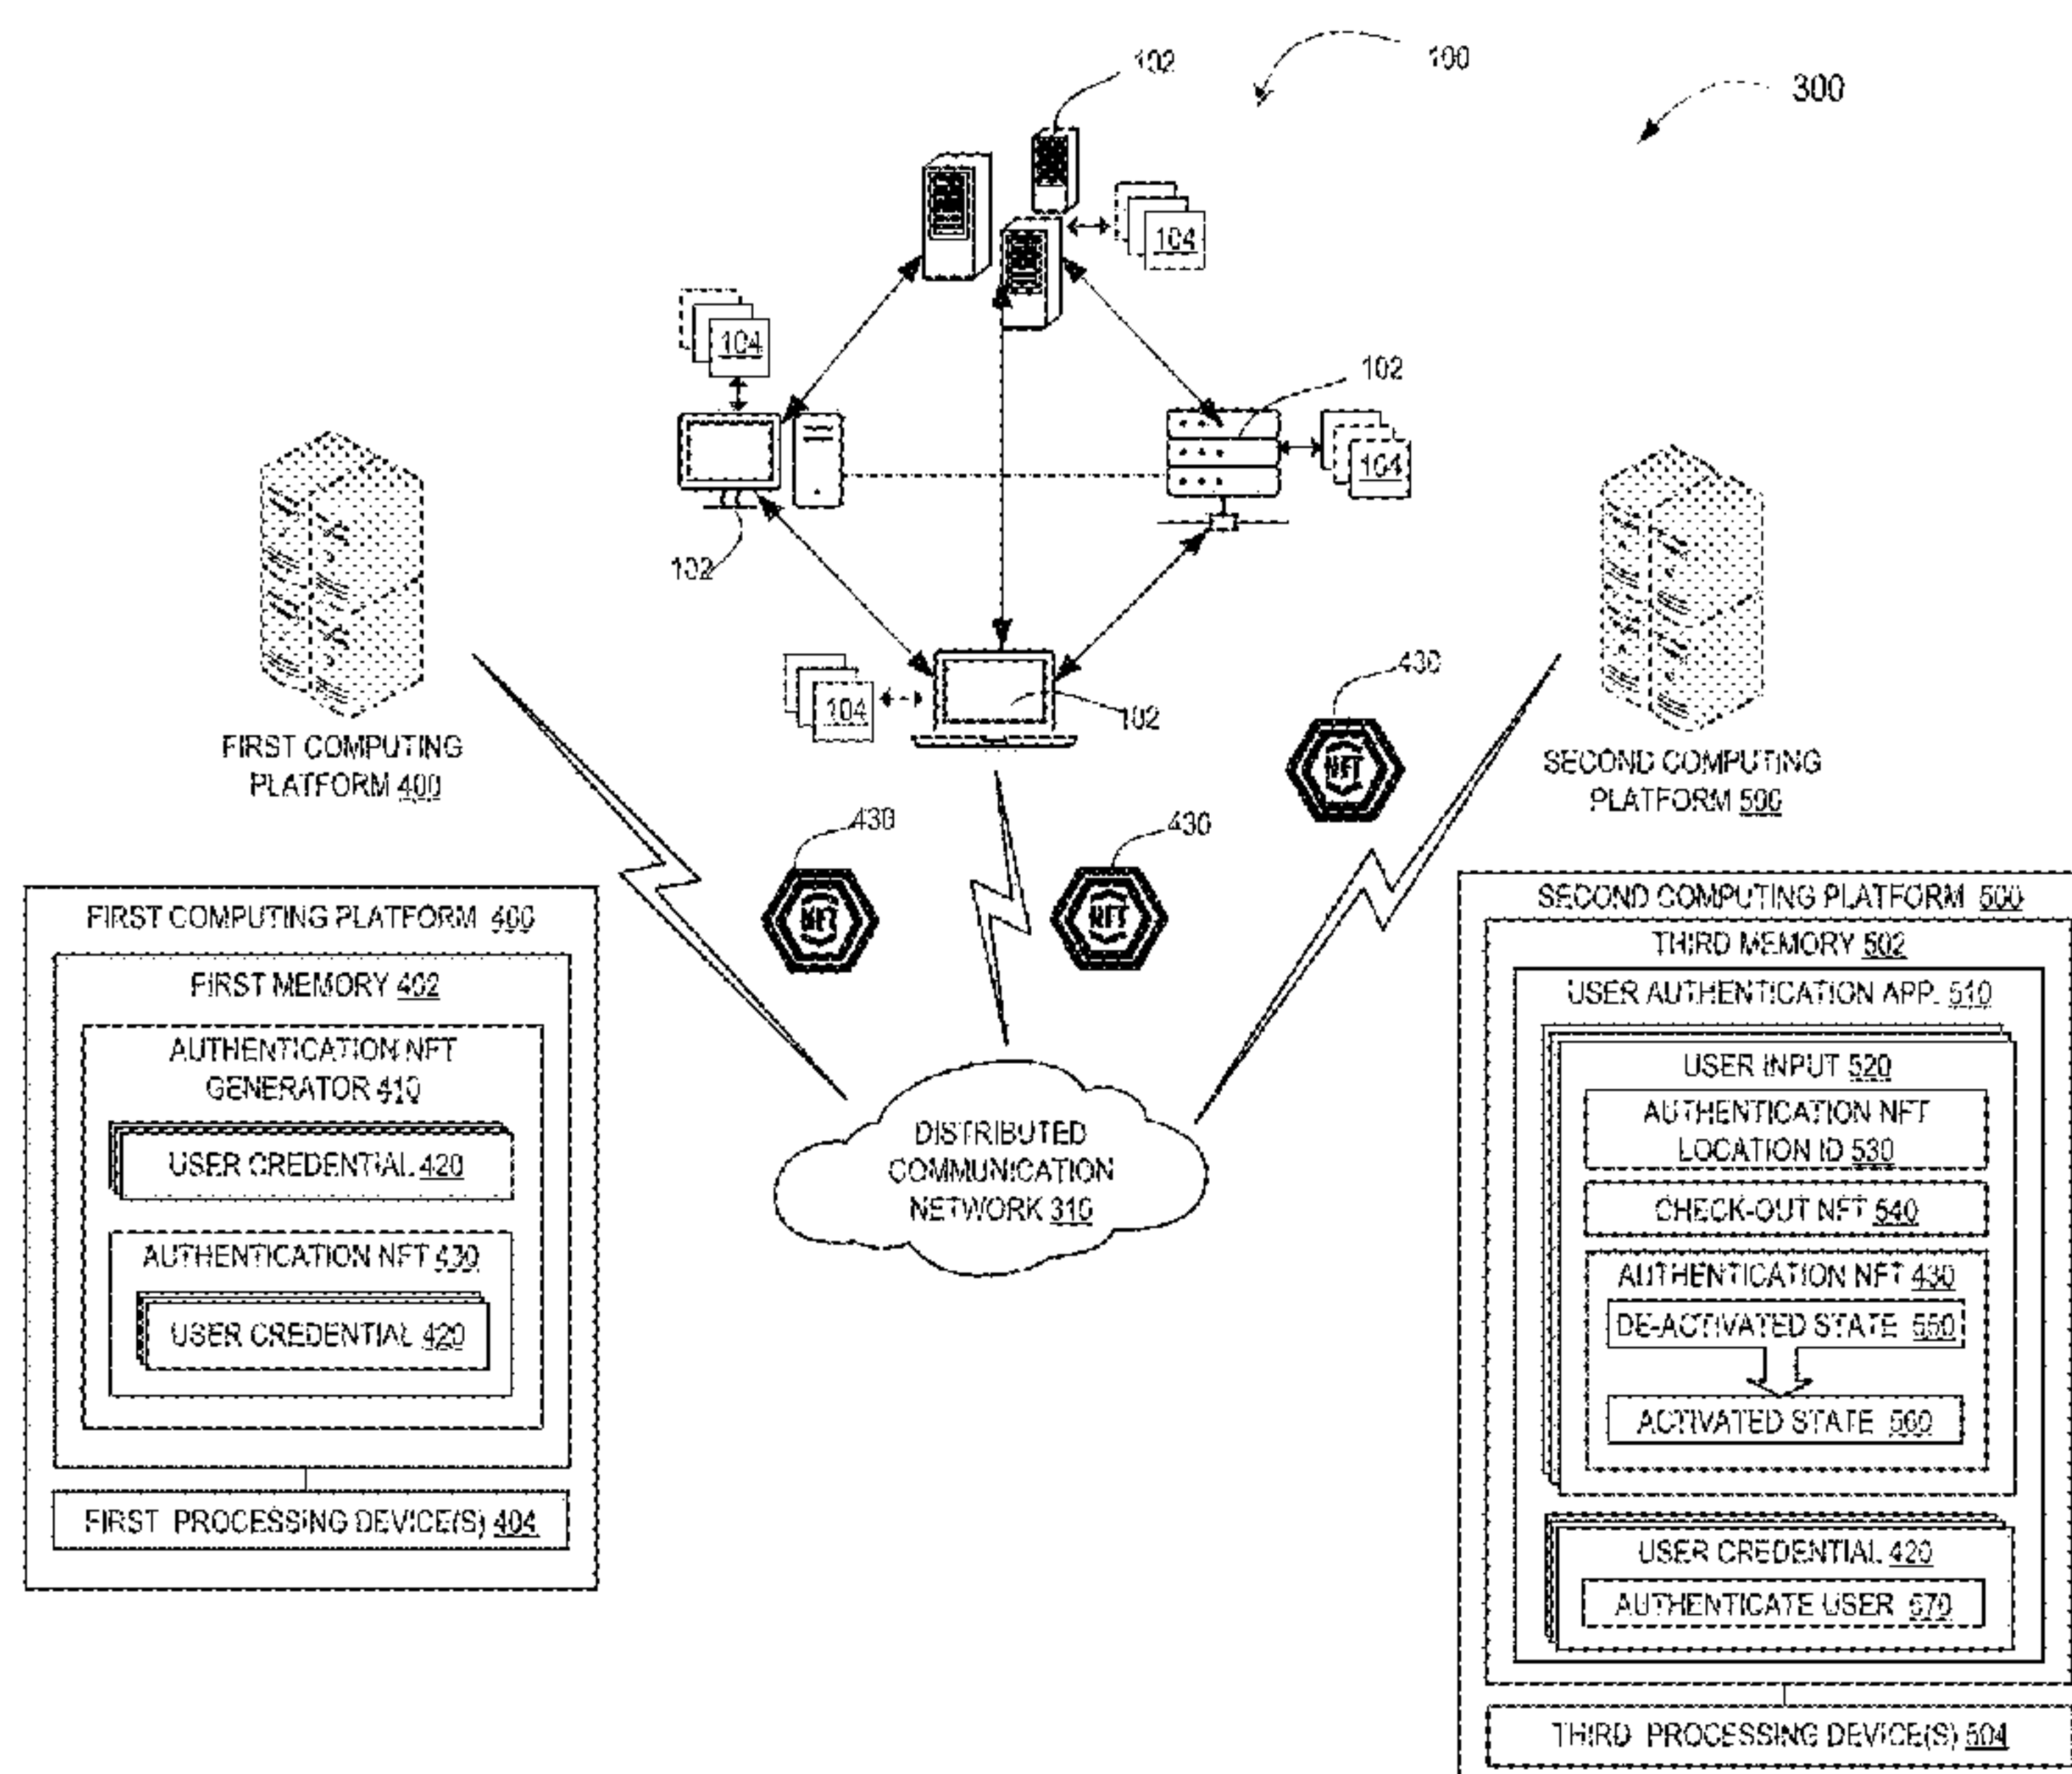 102
100
300
104
104
102
104
102
430
104
102
FIRST COMPUTING
PLATFORM 400
NFT
SECOND COMPUTING
PLATFORM 500
430
430
NFT
NFT
FIRST COMPUTING PLATFORM 400
FIRST MEMORY 402
AUTHENTICATION NFT
GENERATOR 410
USER CREDENTIAL 420
AUTHENTICATION NFT 430
USER CREDENTIAL 420
FIRST PROCESSING DEVICE(S) 404
DISTRIBUTED
COMMUNICATION
NETWORK 310
SECOND COMPUTING PLATFORM 500
THIRD MEMORY 502
USER AUTHENTICATION APP. 510
USER INPUT 520
AUTHENTICATION NFT
LOCATION ID 530
CHECK-OUT NFT 540
AUTHENTICATION NFT 430
DE-ACTIVATED STATE 550
ACTIVATED STATE 560
USER CREDENTIAL 420
AUTHENTICATE USER 570
THIRD PROCESSING DEVICE(S) 504